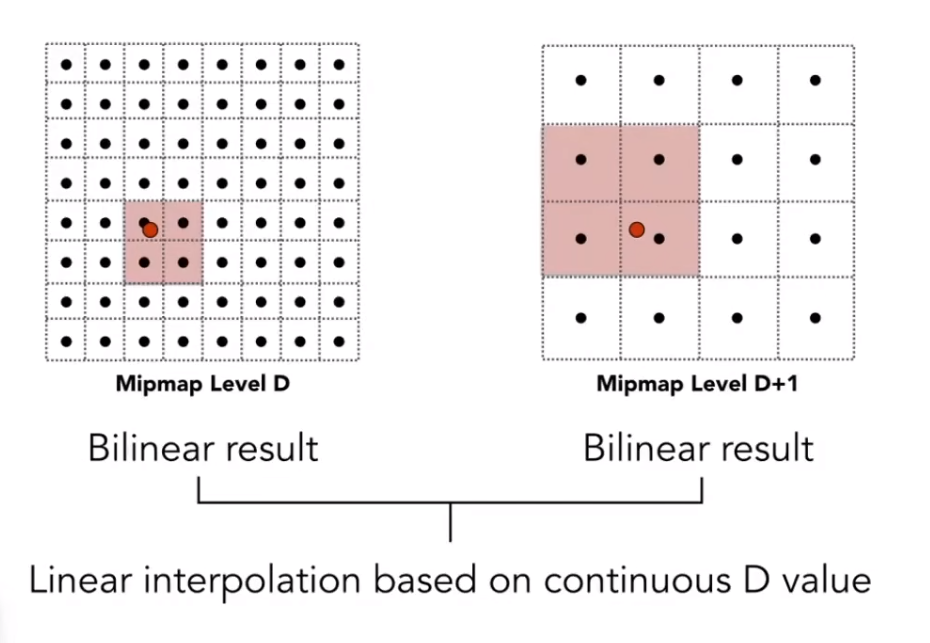 Mipmap Level D
Mipmap Level D+1
Bilinear result
Bilinear result
Linear interpolation based on continuous D value